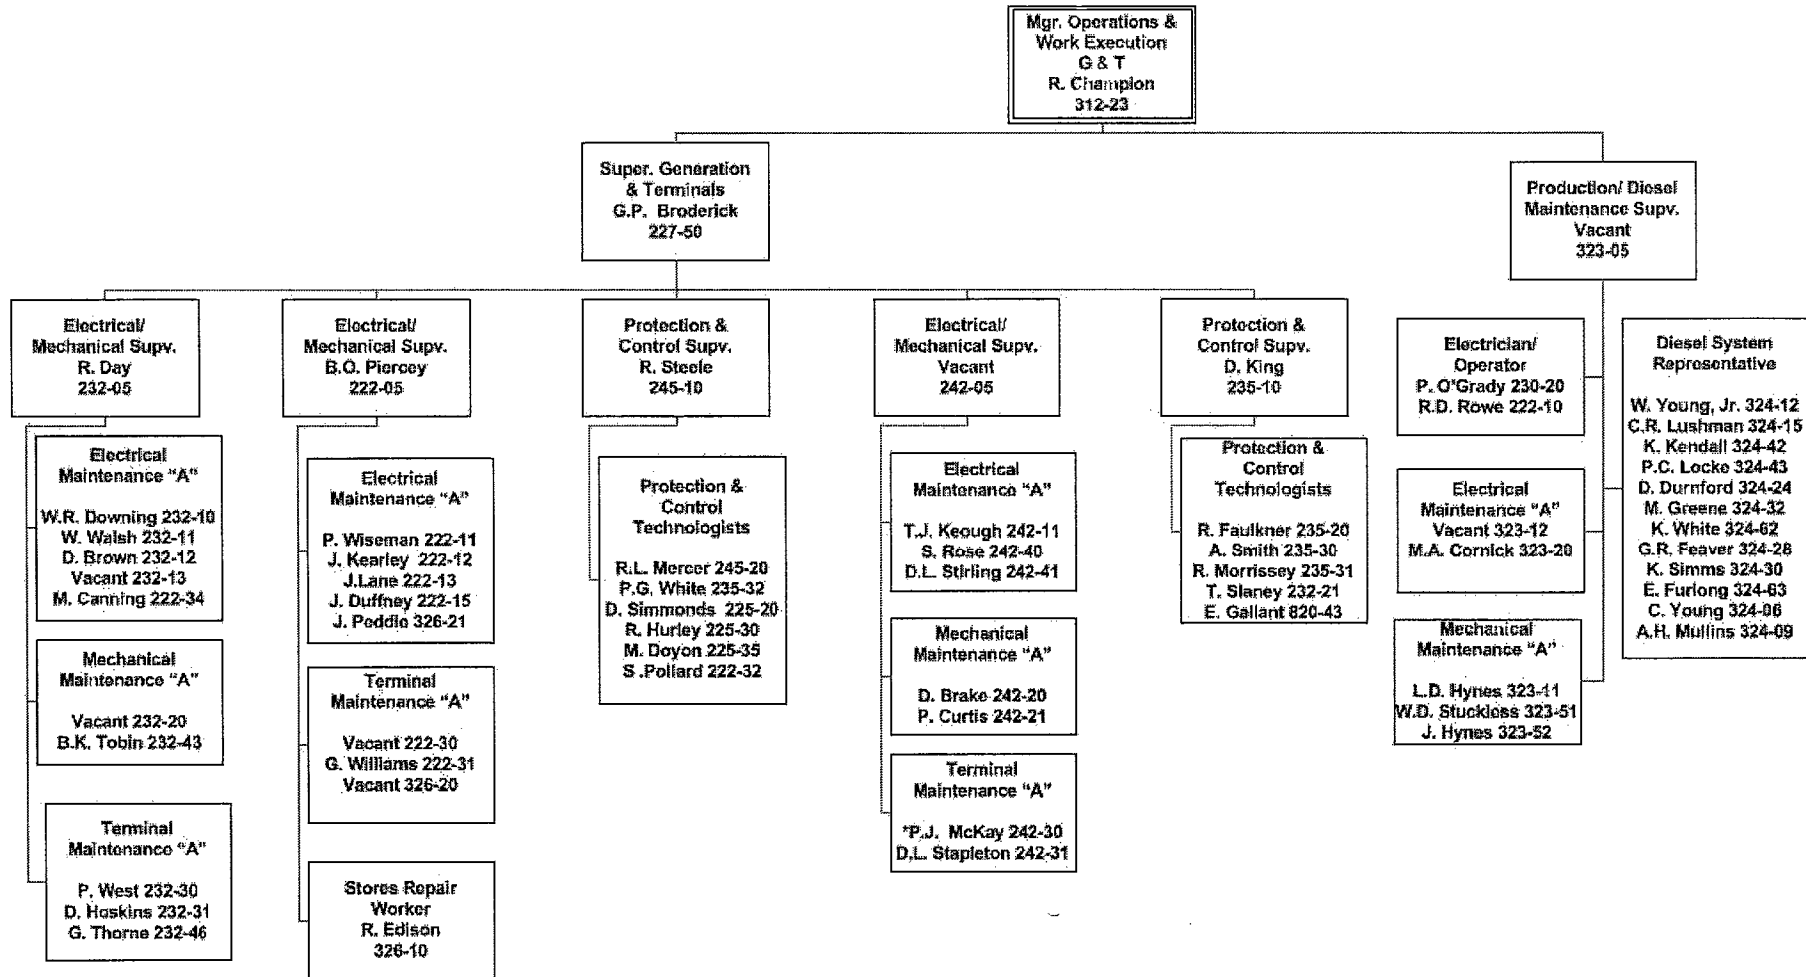 Mgr. Operations &
Work Execution
G & T
R. Champion
312-23
Super. Generation
& Terminals
G.P. Broderick
227-50
Production/ Diesel
Maintenance Supv.
Vacant
323-05
Electrical/
Mechanical Supv.
R. Day
232-05
Electrical/
Mechanical Supv.
B.O. Piercey
222-05
Protection &
Control Supv.
R. Steele
245-10
Electrical/
Mechanical Supv.
Vacant
242-05
Protection &
Control Supv.
D. King
235-10
Electrical
Maintenance "A"
W.R. Downing 232-10
W. Walsh 232-11
D. Brown 232-12
Vacant 232-13
M. Canning 222-34
Mechanical
Maintenance "A"
Vacant 232-20
B.K. Tobin 232-43
Terminal
Maintenance "A"
P. West 232-30
D. Hoskins 232-31
G. Thorne 232-46
Electrical
Maintenance "A"
P. Wiseman 222-11
J. Kearley 222-12
J.Lane 222-13
J. Duffney 222-15
J. Peddle 326-21
Terminal
Maintenance "A"
Vacant 222-30
G. Williams 222-31
Vacant 326-20
Stores Repair
Worker
R. Edison
326-10
Protection &
Control
Technologists
R.L. Mercer 245-20
P.G. White 235-32
D. Simmonds 225-20
R. Hurley 225-30
M. Doyon 225-35
S .Pollard 222-32
Electrical
Maintenance "A"
T.J. Keough 242-11
S. Rose 242-40
D.L. Stirling 242-41
Mechanical
Maintenance "A"
D. Brake 242-20
P. Curtis 242-21
Terminal
Maintenance "A"
*P.J. McKay 242-30
D.L. Stapleton 242-31
Protection &
Control
Technologists
R. Faulkner 235-20
A. Smith 235-30
R. Morrissey 235-31
T. Slaney 232-21
E. Gallant 820-43
Electrician/
Operator
P. O'Grady 230-20
R.D. Rowe 222-10
Electrical
Maintenance "A"
Vacant 323-12
M.A. Cornick 323-20
Mechanical
Maintenance "A"
L.D. Hynes 323-11
W.D. Stuckless 323-51
J. Hynes 323-52
Diesel System
Representative
W. Young, Jr. 324-12
C.R. Lushman 324-15
K. Kendall 324-42
P.C. Locke 324-43
D. Durnford 324-24
M. Greene 324-32
K. White 324-62
G.R. Feaver 324-28
K. Simms 324-30
E. Furlong 324-63
C. Young 324-06
A.H. Mullins 324-09